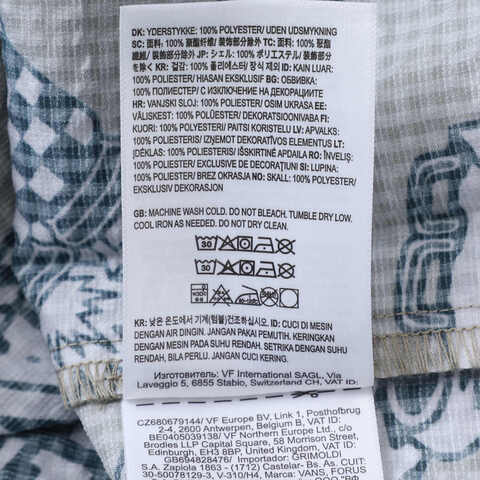 DK: YDERSTYKKE: 100% POLYESTER/ UDEN UDSMYKNING
SC: 面料: 100% 聚酯纤维/ 装饰部分除外 TC: 面料: 100% 聚酯
纖維/ 裝飾部分除外 JP: シェル: 100% ポリエステル/ 装飾部分
を除く KR: 겉감: 100% 폴리에스터/ 장식 제외 ID: KAIN LUAR:
100% POLIESTER/ HIASAN EKSKLUSIF BG: ОБВИВКА:
100% ПОЛИЕСТЕР/ С ИЗКЛЮЧЕНИЕ НА ДЕКОРАЦИИТЕ
HR: VANJSKI SLOJ: 100% POLIESTER/ OSIM UKRASA EE:
VÄLISKEST: 100% POLÜESTER/ DEKORATSIOONIVABA FI:
KUORI: 100% POLYESTERI/ PAITSI KORISTELU LV: APVALKS:
100% POLIESTERS/ IZŅEMOT DEKORATĪVOS ELEMENTUS LT:
ĮDĖKLAS: 100% POLIESTERIS/ IŠSKIRTINĖ APDAILA RO: ÎNVELIŞ:
100% POLIESTER/ EXCLUSIVE DE DECORAŢIUNI SI: LUPINA:
100% POLIESTER/ BREZ OKRASJA NO: SKALL: 100% POLYESTER/
EKSKLUSIV DEKORASJON
GB: MACHINE WASH COLD. DO NOT BLEACH. TUMBLE DRY LOW.
COOL IRON AS NEEDED. DO NOT DRY CLEAN.
30
30
KR: 낮은 온도에서 기계(텀블) 건조하십시오. ID: CUCI DI MESIN
DENGAN AIR DINGIN. JANGAN PAKAI PEMUTIH. KERINGKAN
DENGAN MESIN PADA SUHU RENDAH. SETRIKA DENGAN SUHU
RENDAH, BILA PERLU. JANGAN CUCI KERING.
Изготовитель: VF International SAGL, Via
Laveggio 5, 6855 Stabio, Switzerland CH, VAT ID:
CZ680679144/ VF Europe BV, Link 1, Posthofbrug
2-4, 2600 Antwerpen, Belgium B, VAT ID:
BE0405039138/ VF Northern Europe Ltd,
Brodies LLP Capital Square, 58 Morrison Street,
Edinburgh, EH3 8BP, United Kingdom, VAT ID:
GB694828476/ Importador: GRIMOLDI
S.A. Zapiola 1863 - (1712) Castelar-Bs. As. CUIT:
30-50078129-3, V-310/H4, Marca: VANS, FORUS